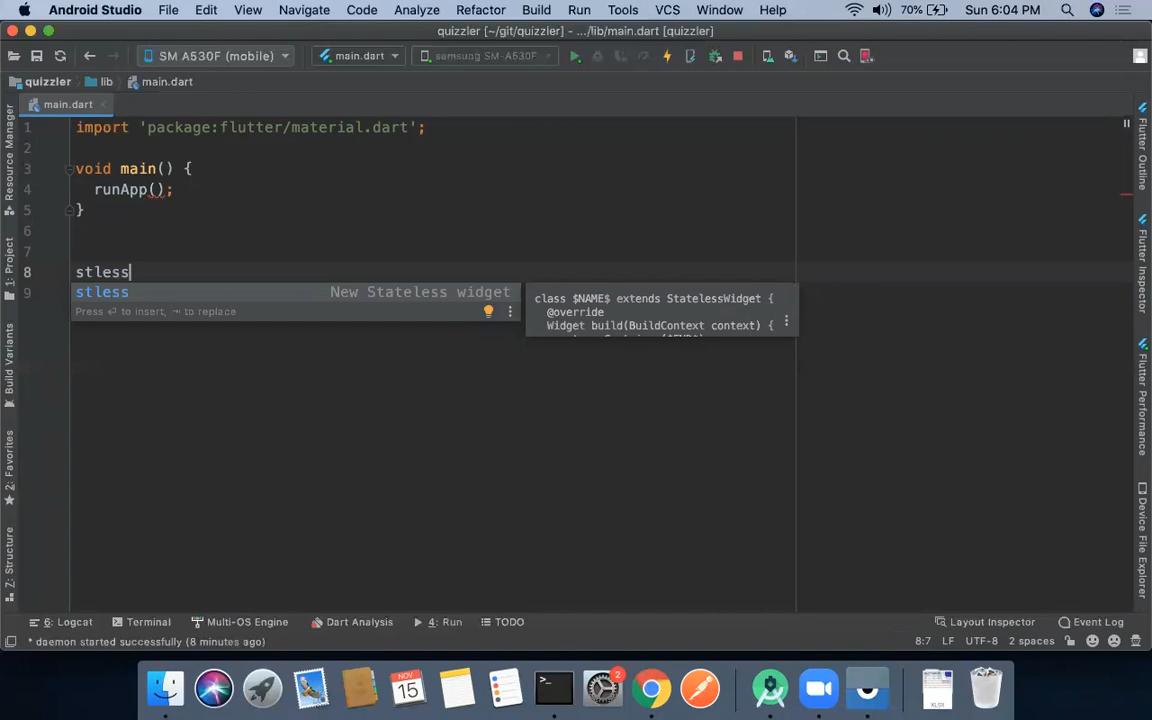 Android Studio File Edit View Navigate Code Analyze Refactor Build Run Tools VCS Window Help 70% Sun 6:04 PM
quizzler [~/git/quizzler] - .../lib/main.dart [quizzler]
SM A530F (mobile) main.dart samsung SM-A530F
quizzler lib main.dart
main.dart
1 import 'package:flutter/material.dart';
2
3 void main() {
4 runApp();
5 }
6
7
8 stless
9
stless New Stateless widget
Press ⏎ to insert, ⇥ to replace
class $NAME$ extends StatelessWidget {
@override
Widget build(BuildContext context) {
Resource Manager
1: Project
Build Variants
2: Favorites
7: Structure
Flutter Outline
Flutter Inspector
Flutter Performance
Device File Explorer
6: Logcat Terminal Multi-OS Engine Dart Analysis 4: Run TODO Layout Inspector Event Log
* daemon started successfully (8 minutes ago) 8:7 LF UTF-8 2 spaces
NOV
15
2
>_
XLSX